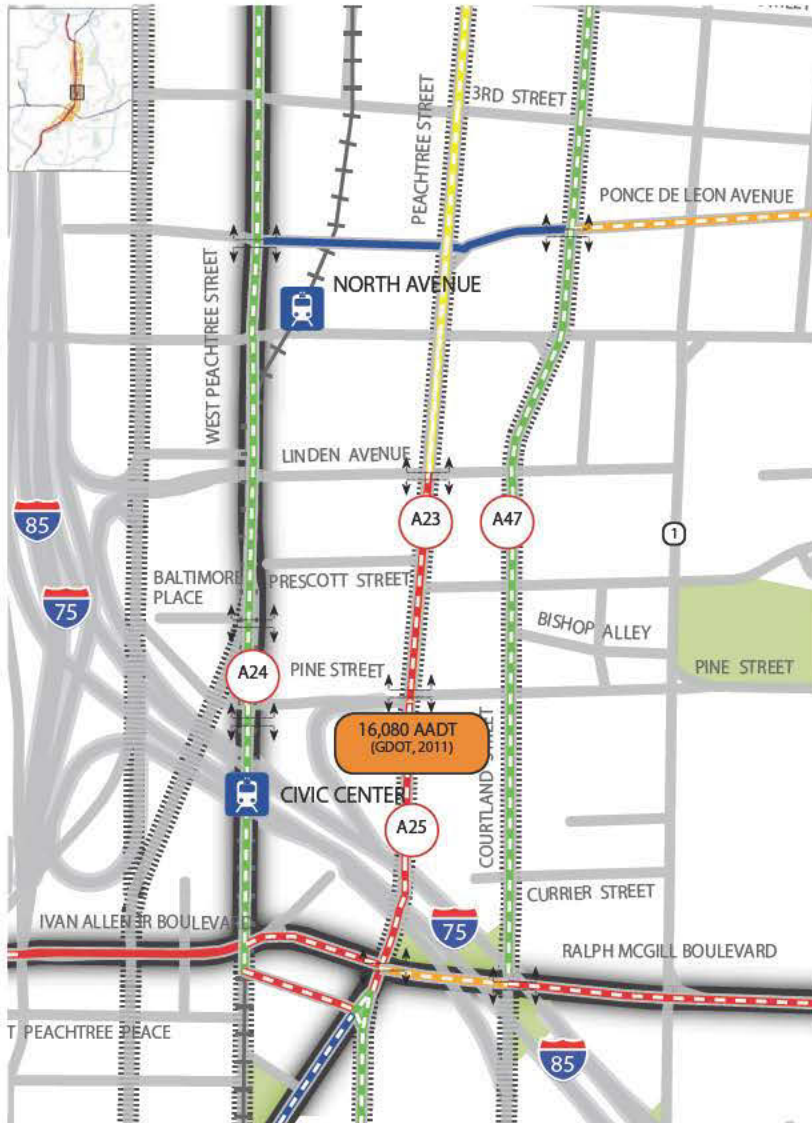 PEACHTREE STREET
3RD STREET
PONCE DE LEON AVENUE
WEST PEACHTREE STREET
NORTH AVENUE
LINDEN AVENUE
85
A23
A47
1
BALTIMORE
PLACE
PRESCOTT STREET
75
BISHOP ALLEY
A24
PINE STREET
PINE STREET
16,080 AADT
(GDOT, 2011)
COURTLAND STREET
CIVIC CENTER
A25
CURRIER STREET
IVAN ALLEN JR BOULEVARD
75
RALPH MCGILL BOULEVARD
T PEACHTREE PEACE
85